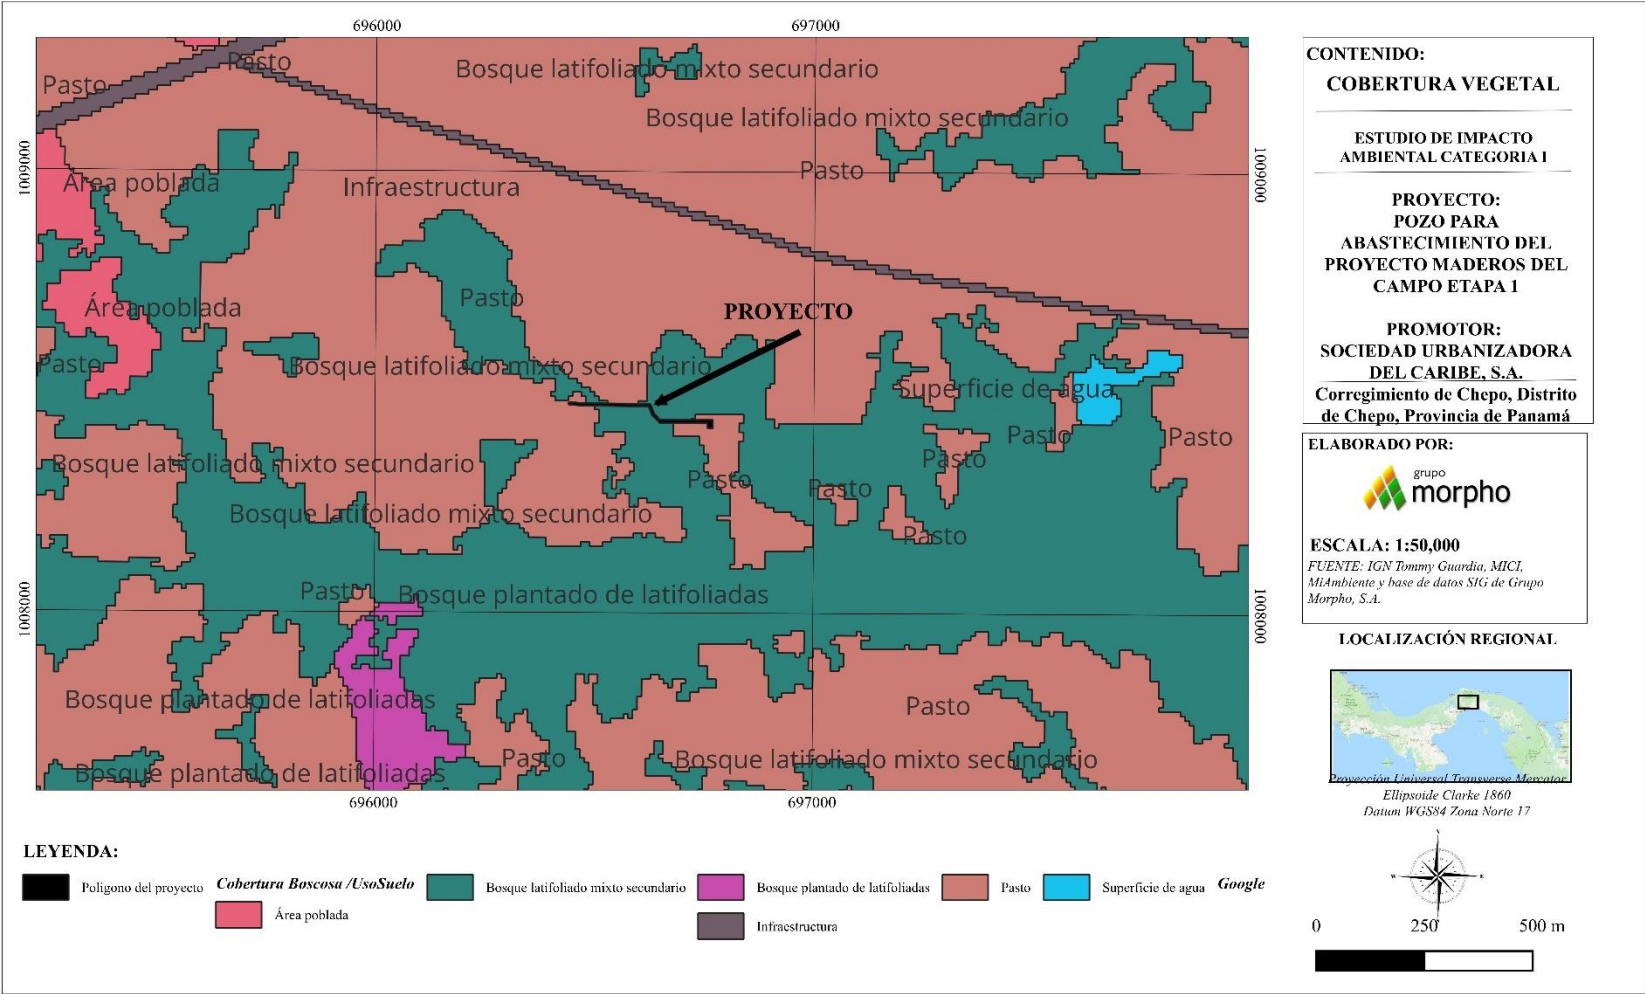 696000
697000
Pasto
Pasto
Bosque latifoliado mixto secundario
Bosque latifoliado mixto secundario
Pasto
1009000
1009000
Área poblada
Infraestructura
Pasto
Área poblada
PROYECTO
Pasto
Bosque latifoliado mixto secundario
Superficie de agua
Pasto
Pasto
Bosque latifoliado mixto secundario
Pasto
Pasto
Pasto
Bosque latifoliado mixto secundario
Pasto
Pasto
Bosque plantado de latifoliadas
1008000
1008000
Bosque plantado de latifoliadas
Pasto
Pasto
Bosque latifoliado mixto secundario
Bosque plantado de latifoliadas
696000
697000
CONTENIDO:
COBERTURA VEGETAL
ESTUDIO DE IMPACTO
AMBIENTAL CATEGORIA I
PROYECTO:
POZO PARA
ABASTECIMIENTO DEL
PROYECTO MADEROS DEL
CAMPO ETAPA 1
PROMOTOR:
SOCIEDAD URBANIZADORA
DEL CARIBE, S.A.
Corregimiento de Chepo, Distrito
de Chepo, Provincia de Panamá
ELABORADO POR:
grupo
morpho
ESCALA: 1:50,000
FUENTE: IGN Tommy Guardia, MICI,
MiAmbiente y base de datos SIG de Grupo
Morpho, S.A.
LOCALIZACIÓN REGIONAL
Proyección Universal Transverse Mercator
Ellipsoide Clarke 1860
Datum WGS84 Zona Norte 17
N
W E
S
0 250 500 m
LEYENDA:
Poligono del proyecto
Cobertura Boscosa /UsoSuelo
Área poblada
Bosque latifoliado mixto secundario
Bosque plantado de latifoliadas
Infraestructura
Pasto
Superficie de agua
Google